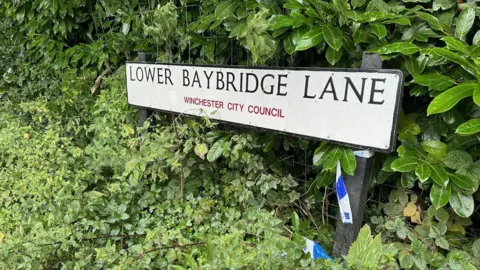 LOWER BAYBRIDGE LANE
WINCHESTER CITY COUNCIL